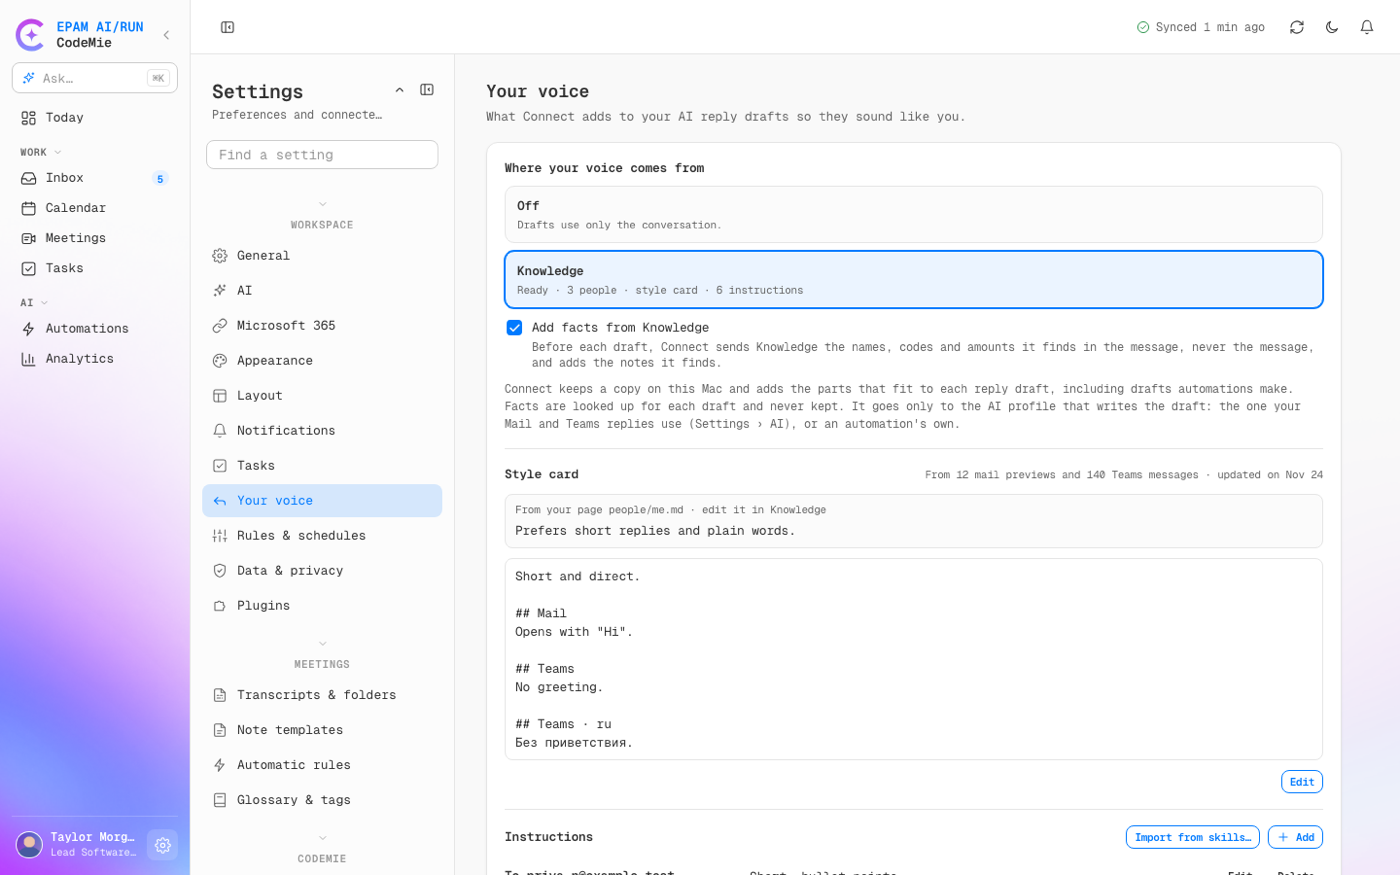 EPAM AI/RUN
CodeMie
Ask…
⌘K
Today
WORK
Inbox
5
Calendar
Meetings
Tasks
AI
Automations
Analytics
Taylor Morg…
Lead Software…
Synced 1 min ago
Settings
Preferences and connecte…
Find a setting
WORKSPACE
General
AI
Microsoft 365
Appearance
Layout
Notifications
Tasks
Your voice
Rules & schedules
Data & privacy
Plugins
MEETINGS
Transcripts & folders
Note templates
Automatic rules
Glossary & tags
CODEMIE
Your voice
What Connect adds to your AI reply drafts so they sound like you.
Where your voice comes from
Off
Drafts use only the conversation.
Knowledge
Ready · 3 people · style card · 6 instructions
Add facts from Knowledge
Before each draft, Connect sends Knowledge the names, codes and amounts it finds in the message, never the message,
and adds the notes it finds.
Connect keeps a copy on this Mac and adds the parts that fit to each reply draft, including drafts automations make.
Facts are looked up for each draft and never kept. It goes only to the AI profile that writes the draft: the one your
Mail and Teams replies use (Settings › AI), or an automation's own.
Style card
From 12 mail previews and 140 Teams messages · updated on Nov 24
From your page people/me.md · edit it in Knowledge
Prefers short replies and plain words.
Short and direct.
## Mail
Opens with "Hi".
## Teams
No greeting.
## Teams · ru
Без приветствия.
Edit
Instructions
Import from skills…
Add